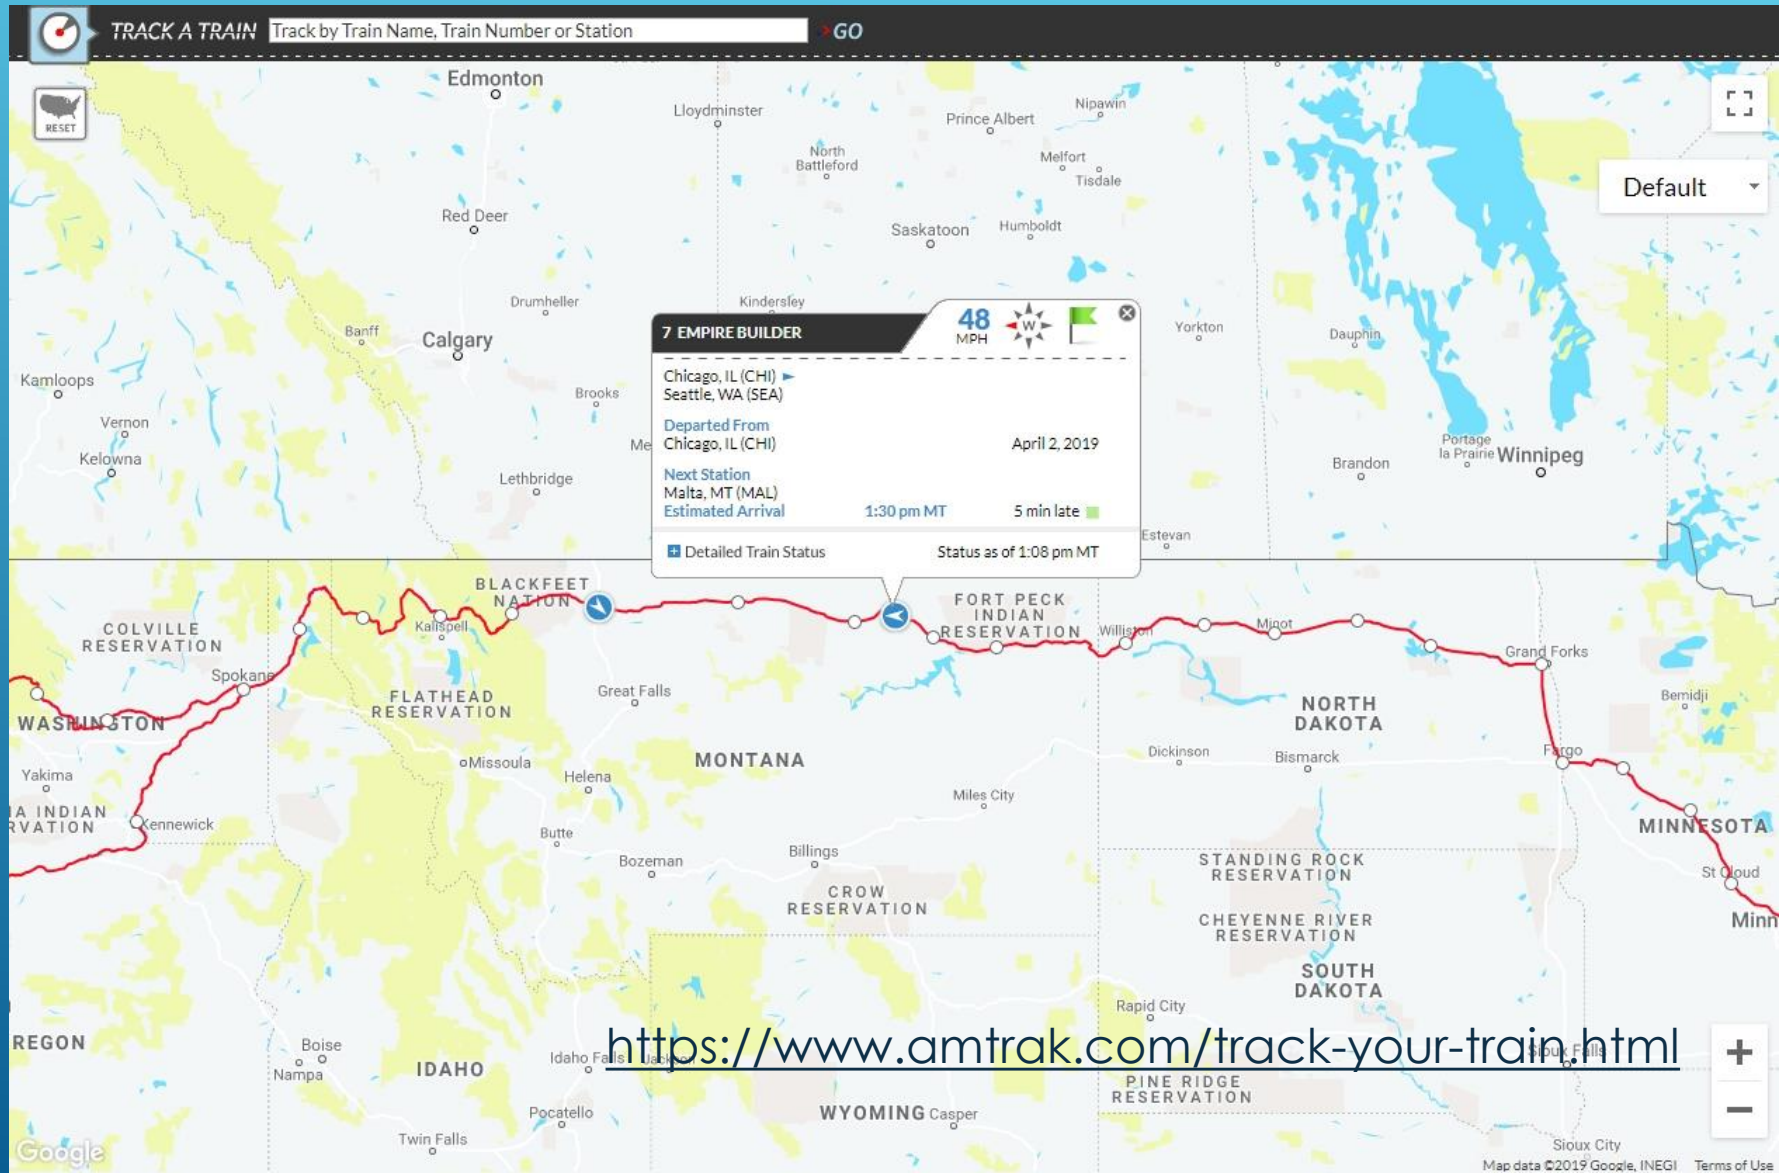 TRACK A TRAIN Track by Train Name, Train Number or Station GO
RESET
Default
Edmonton
Lloydminster
Prince Albert
Nipawin
North
Battleford
Melfort
Tisdale
Red Deer
Saskatoon
Humboldt
Drumheller
Kindersley
Banff
Calgary
Yorkton
Dauphin
Kamloops
Brooks
Vernon
Kelowna
Me
Lethbridge
Brandon
Portage
la Prairie
Winnipeg
Estevan
7 EMPIRE BUILDER
48
MPH
W
Chicago, IL (CHI)
Seattle, WA (SEA)
Departed From
Chicago, IL (CHI) April 2, 2019
Next Station
Malta, MT (MAL)
Estimated Arrival 1:30 pm MT 5 min late
Detailed Train Status Status as of 1:08 pm MT
BLACKFEET
NATION
COLVILLE
RESERVATION
Kalispell
FORT PECK
INDIAN
RESERVATION
Williston
Minot
Grand Forks
Spokane
FLATHEAD
RESERVATION
Great Falls
NORTH
DAKOTA
Bemidji
WASHINGTON
Missoula
Helena
MONTANA
Dickinson
Bismarck
Fargo
Yakima
IA INDIAN
RVATION
Kennewick
Miles City
MINNESOTA
Butte
Bozeman
Billings
CROW
RESERVATION
STANDING ROCK
RESERVATION
St Cloud
CHEYENNE RIVER
RESERVATION
Minn
SOUTH
DAKOTA
Rapid City
REGON
Boise
Nampa
IDAHO
Idaho Falls
Jackson
https://www.amtrak.com/track-your-train.html
Sioux Falls
PINE RIDGE
RESERVATION
Pocatello
WYOMING
Casper
Twin Falls
Sioux City
Google
Map data ©2019 Google, INEGI Terms of Use